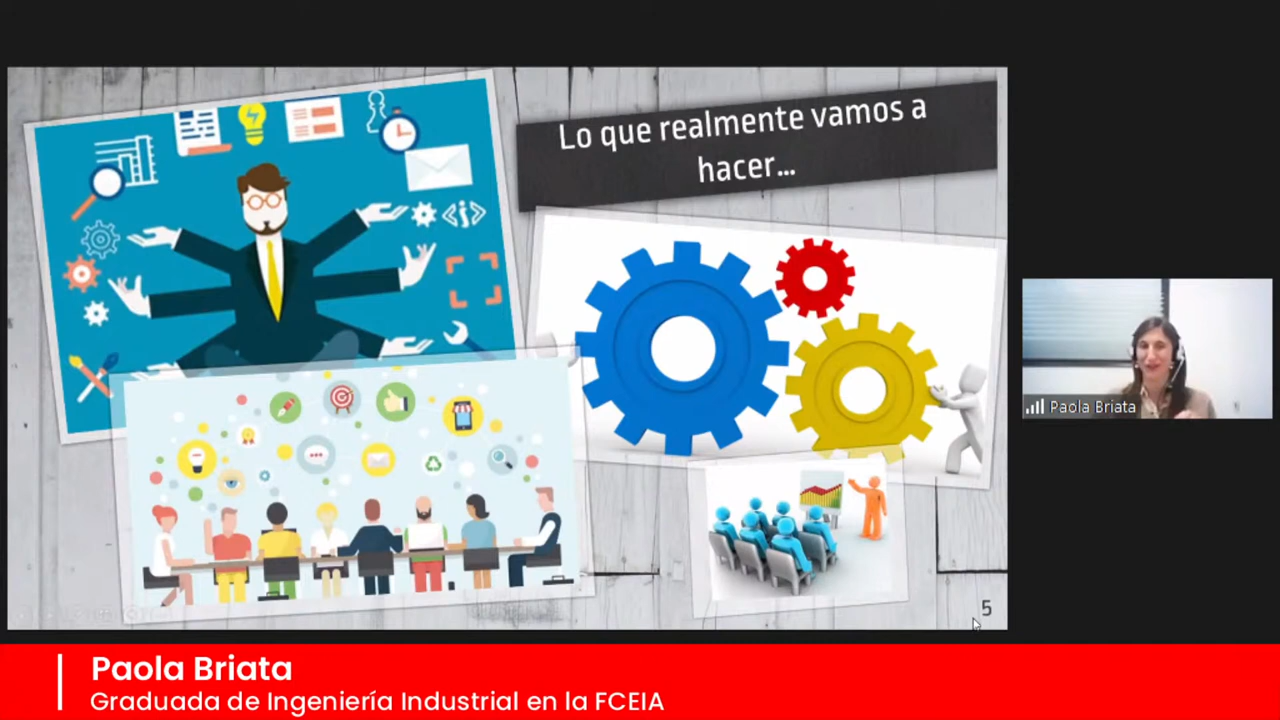 Lo que realmente vamos a
hacer...
5
Paola Briata
Paola Briata
Graduada de Ingeniería Industrial en la FCEIA